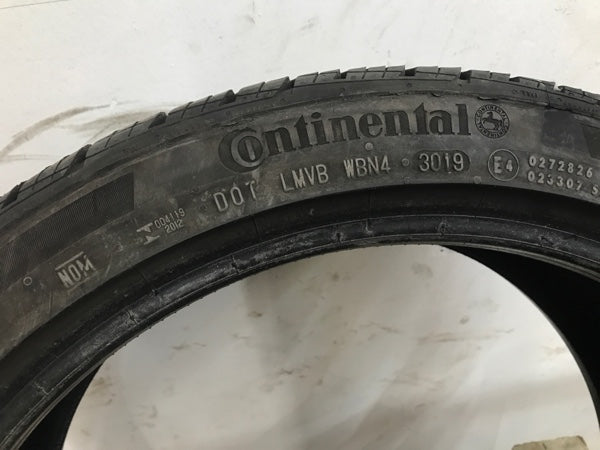 Continental
DOT LMVB WBN4 3019 E4 0272826
023307 S
004119
2012
NOM